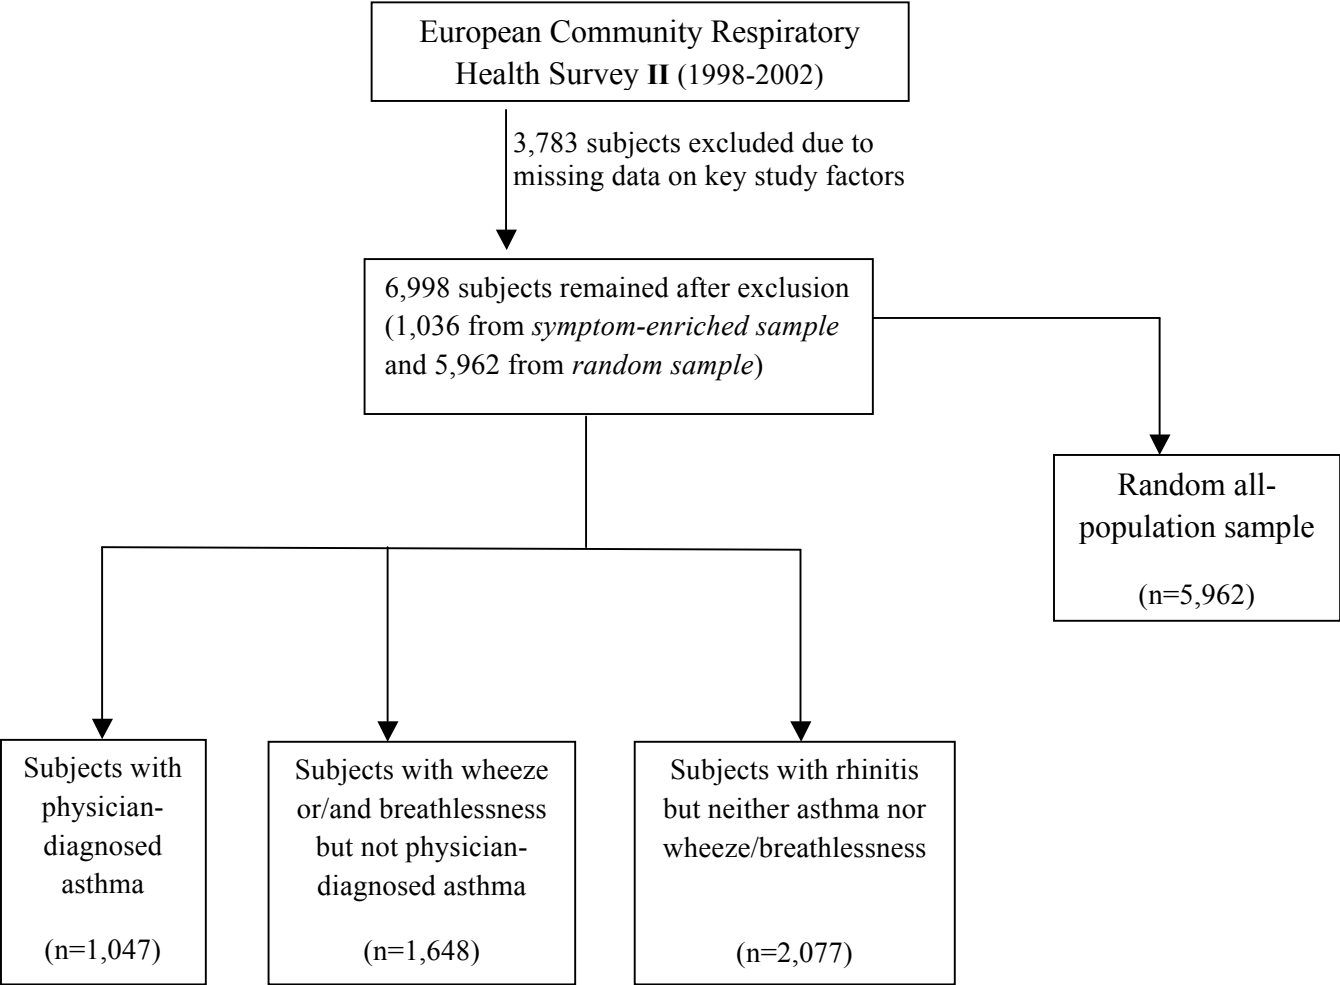 European Community Respiratory
Health Survey II (1998-2002)
3,783 subjects excluded due to
missing data on key study factors
6,998 subjects remained after exclusion
(1,036 from symptom-enriched sample
and 5,962 from random sample)
Random all-
population sample
(n=5,962)
Subjects with
physician-
diagnosed
asthma
(n=1,047)
Subjects with wheeze
or/and breathlessness
but not physician-
diagnosed asthma
(n=1,648)
Subjects with rhinitis
but neither asthma nor
wheeze/breathlessness
(n=2,077)